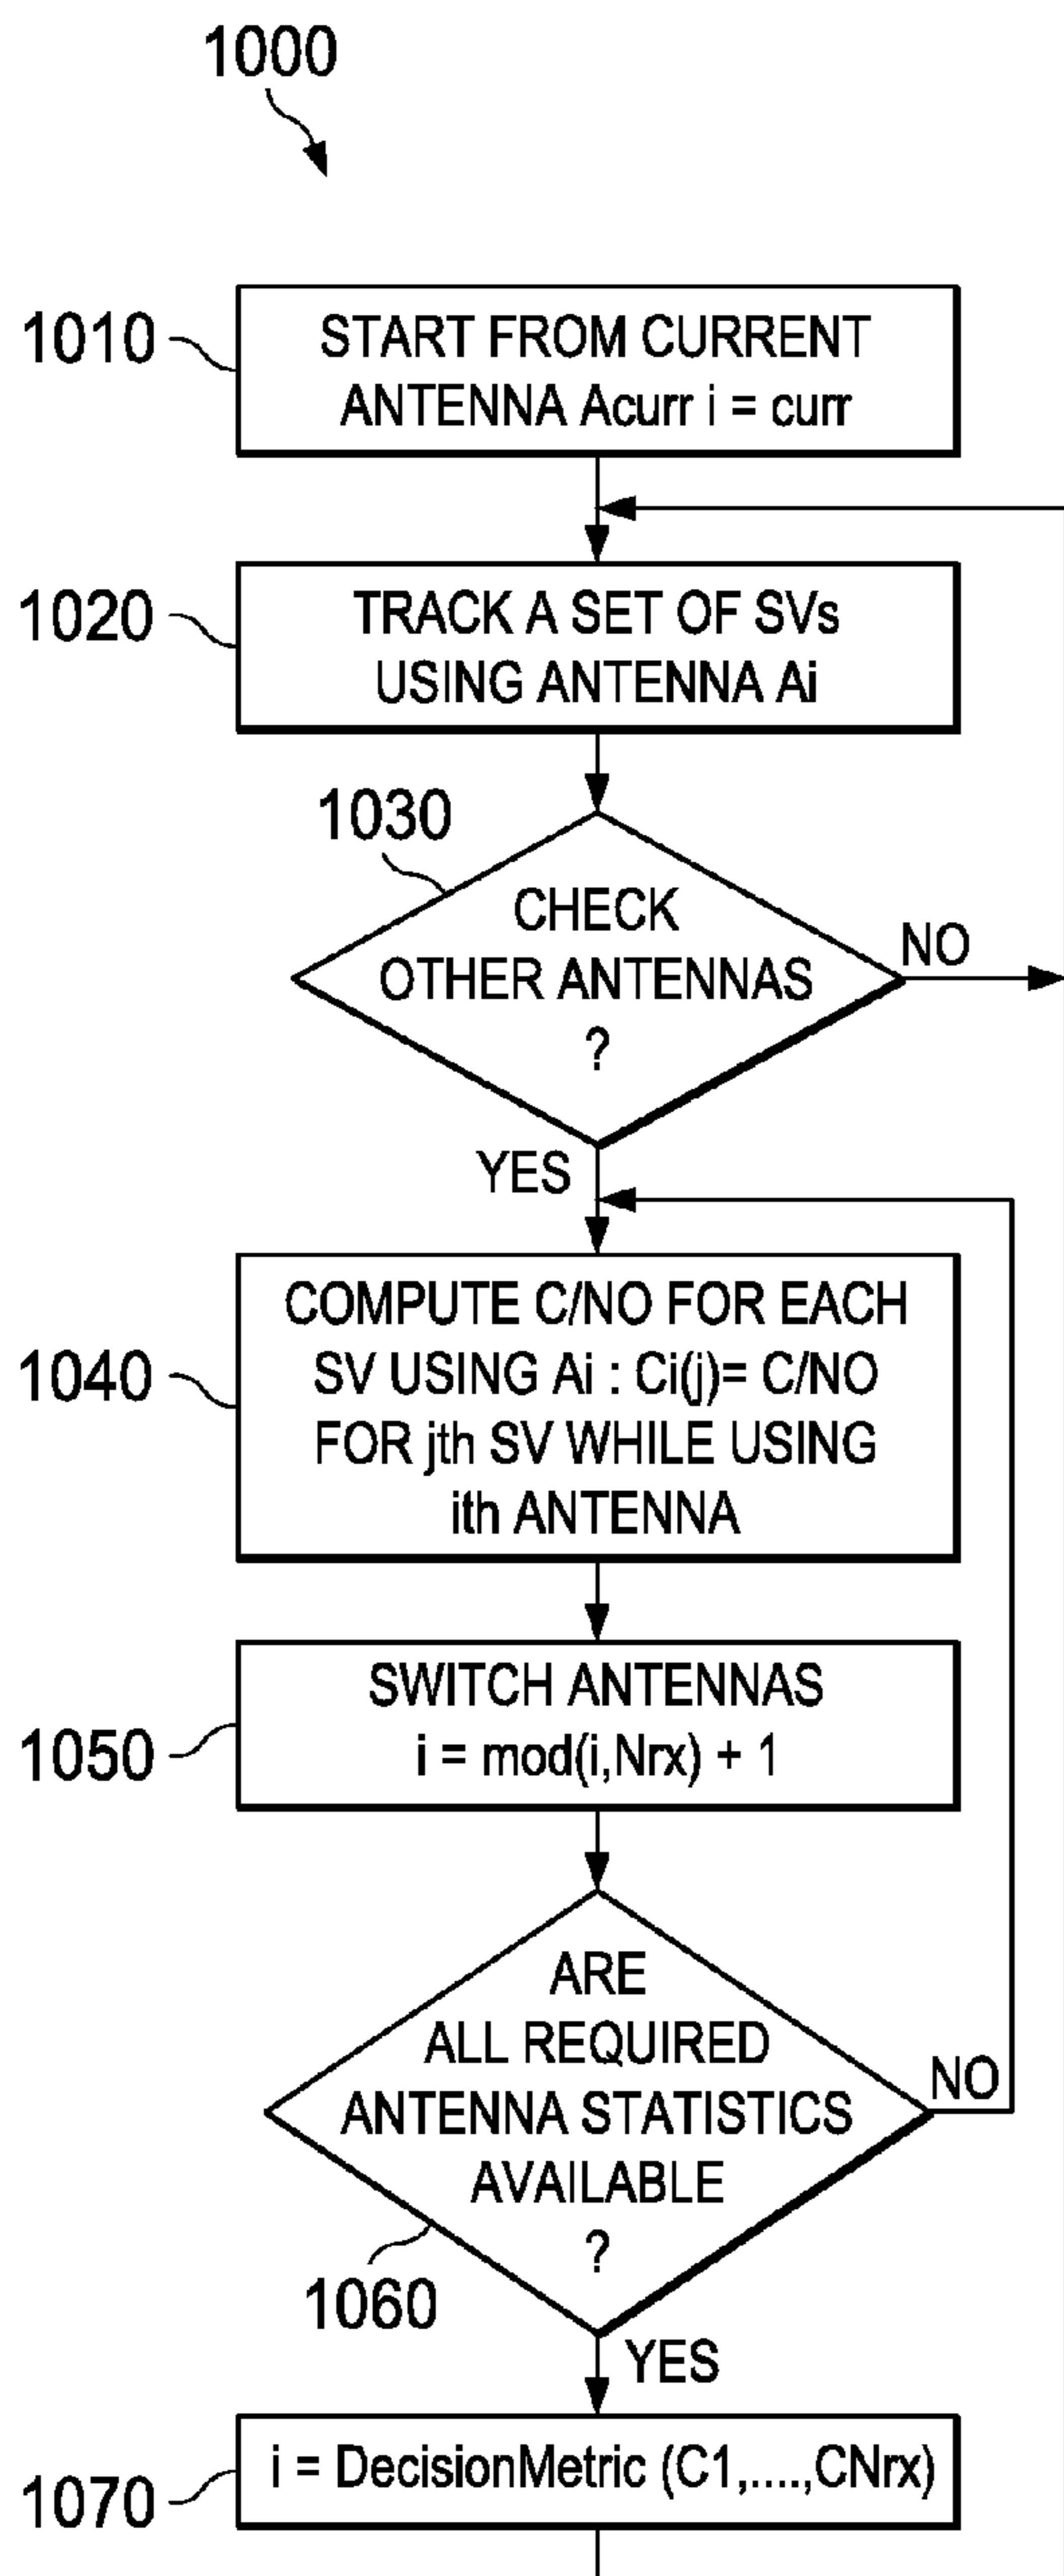 1000
1010
START FROM CURRENT
ANTENNA Acurr i = curr
1020
TRACK A SET OF SVs
USING ANTENNA Ai
1030
CHECK
OTHER ANTENNAS
?
NO
YES
1040
COMPUTE C/NO FOR EACH
SV USING Ai : Ci(j)= C/NO
FOR jth SV WHILE USING
ith ANTENNA
1050
SWITCH ANTENNAS
i = mod(i,Nrx) + 1
ARE
ALL REQUIRED
ANTENNA STATISTICS
AVAILABLE
?
NO
1060
YES
1070
i = DecisionMetric (C1,....,CNrx)